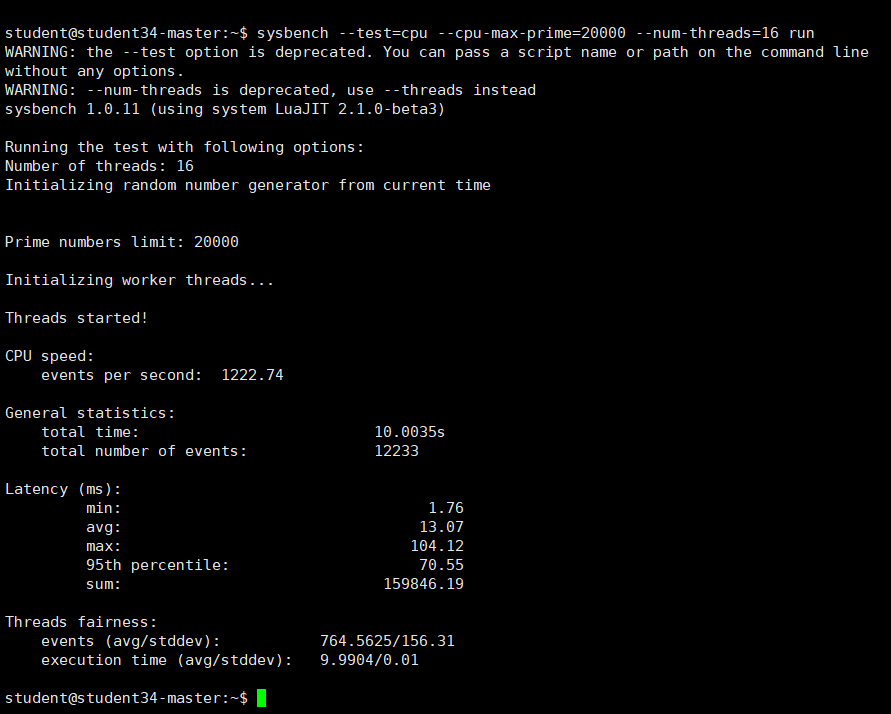 student@student34-master:~$ sysbench --test=cpu --cpu-max-prime=20000 --num-threads=16 run
WARNING: the --test option is deprecated. You can pass a script name or path on the command line
without any options.
WARNING: --num-threads is deprecated, use --threads instead
sysbench 1.0.11 (using system LuaJIT 2.1.0-beta3)
Running the test with following options:
Number of threads: 16
Initializing random number generator from current time
Prime numbers limit: 20000
Initializing worker threads...
Threads started!
CPU speed:
events per second: 1222.74
General statistics:
total time: 10.0035s
total number of events: 12233
Latency (ms):
min: 1.76
avg: 13.07
max: 104.12
95th percentile: 70.55
sum: 159846.19
Threads fairness:
events (avg/stddev): 764.5625/156.31
execution time (avg/stddev): 9.9904/0.01
student@student34-master:~$